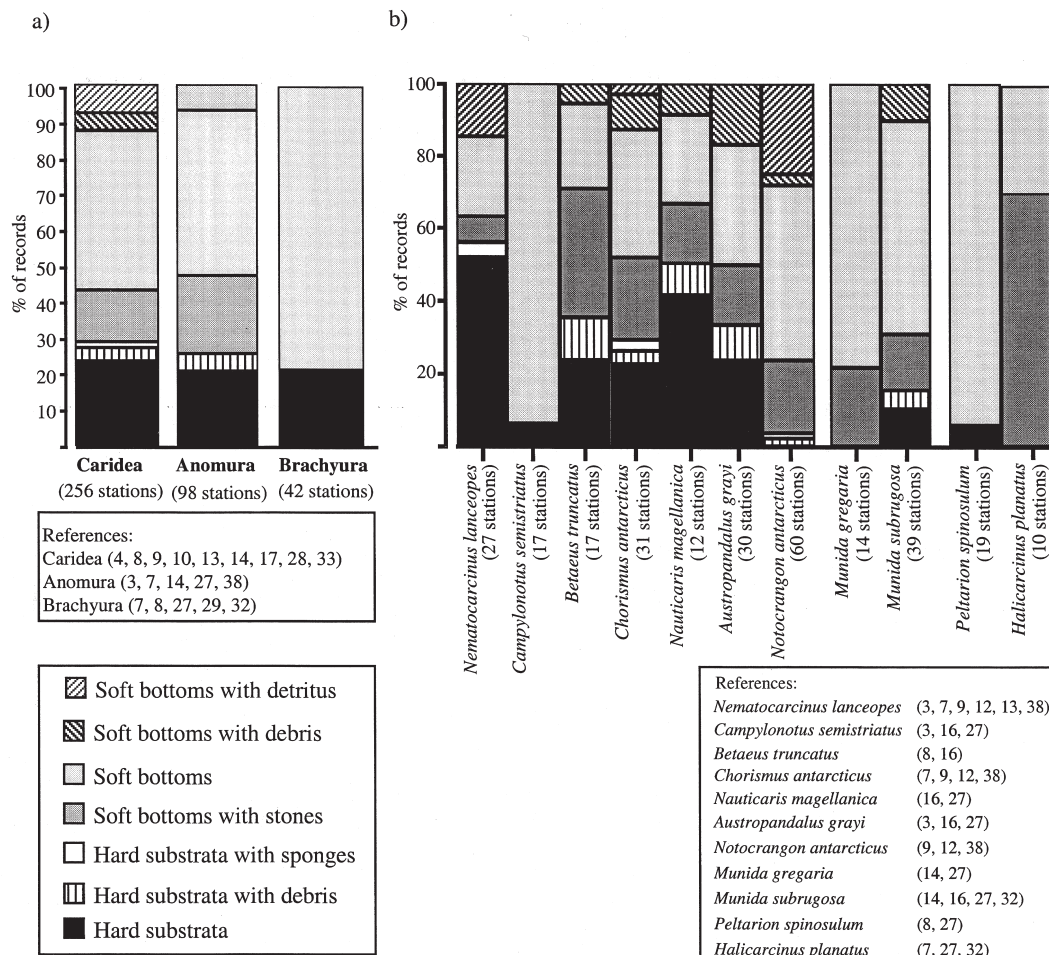 a)
100
90
80
70
60
50
40
30
20
10
% of records
Caridea
(256 stations)
Anomura
(98 stations)
Brachyura
(42 stations)
References:
Caridea (4, 8, 9, 10, 13, 14, 17, 28, 33)
Anomura (3, 7, 14, 27, 38)
Brachyura (7, 8, 27, 29, 32)
Soft bottoms with detritus
Soft bottoms with debris
Soft bottoms
Soft bottoms with stones
Hard substrata with sponges
Hard substrata with debris
Hard substrata
b)
100
80
60
40
20
% of records
Nematocarcinus lanceopes
(27 stations)
Campylonotus semistriatus
(17 stations)
Betaeus truncatus
(17 stations)
Chorismus antarcticus
(31 stations)
Nauticaris magellanica
(12 stations)
Austropandalus grayi
(30 stations)
Notocrangon antarcticus
(60 stations)
Munida gregaria
(14 stations)
Munida subrugosa
(39 stations)
Peltarion spinosulum
(19 stations)
Halicarcinus planatus
(10 stations)
References:
Nematocarcinus lanceopes (3, 7, 9, 12, 13, 38)
Campylonotus semistriatus (3, 16, 27)
Betaeus truncatus (8, 16)
Chorismus antarcticus (7, 9, 12, 38)
Nauticaris magellanica (16, 27)
Austropandalus grayi (3, 16, 27)
Notocrangon antarcticus (9, 12, 38)
Munida gregaria (14, 27)
Munida subrugosa (14, 16, 27, 32)
Peltarion spinosulum (8, 27)
Halicarcinus planatus (7, 27, 32)